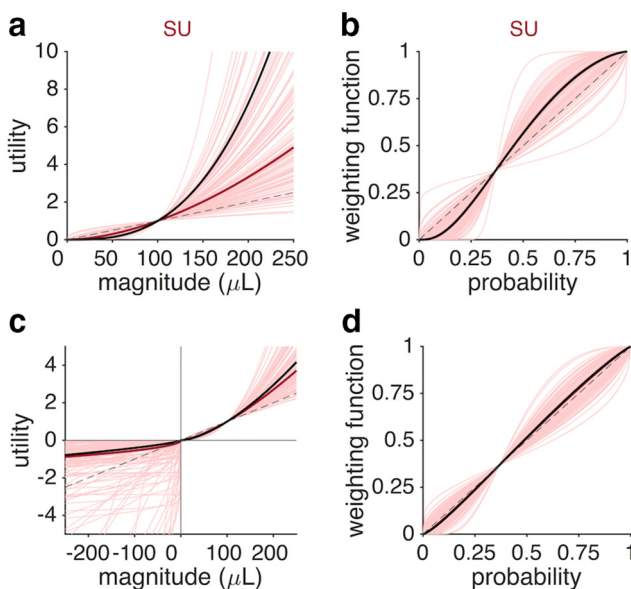 a
SU
utility
10
8
6
4
2
0
0 50 100 150 200 250
magnitude (μL)
b
SU
weighting function
1
0.75
0.5
0.25
0
0 0.25 0.5 0.75 1
probability
c
utility
4
2
0
-2
-4
-200 -100 0 100 200
magnitude (μL)
d
weighting function
1
0.75
0.5
0.25
0
0 0.25 0.5 0.75 1
probability